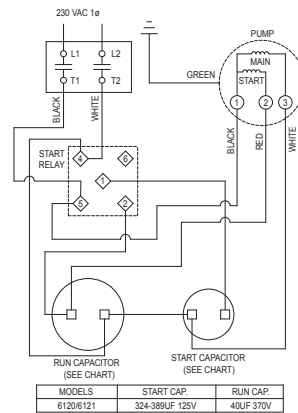 230 VAC 1ø
L1 L2
T1 T2
BLACK
WHITE
GREEN
PUMP
MAIN
START
1 2 3
BLACK
RED
WHITE
START
RELAY
4 6
1
5 2
RUN CAPACITOR
(SEE CHART)
START CAPACITOR
(SEE CHART)
MODELS START CAP. RUN CAP.
6120/6121 324-389UF 125V 40UF 370V